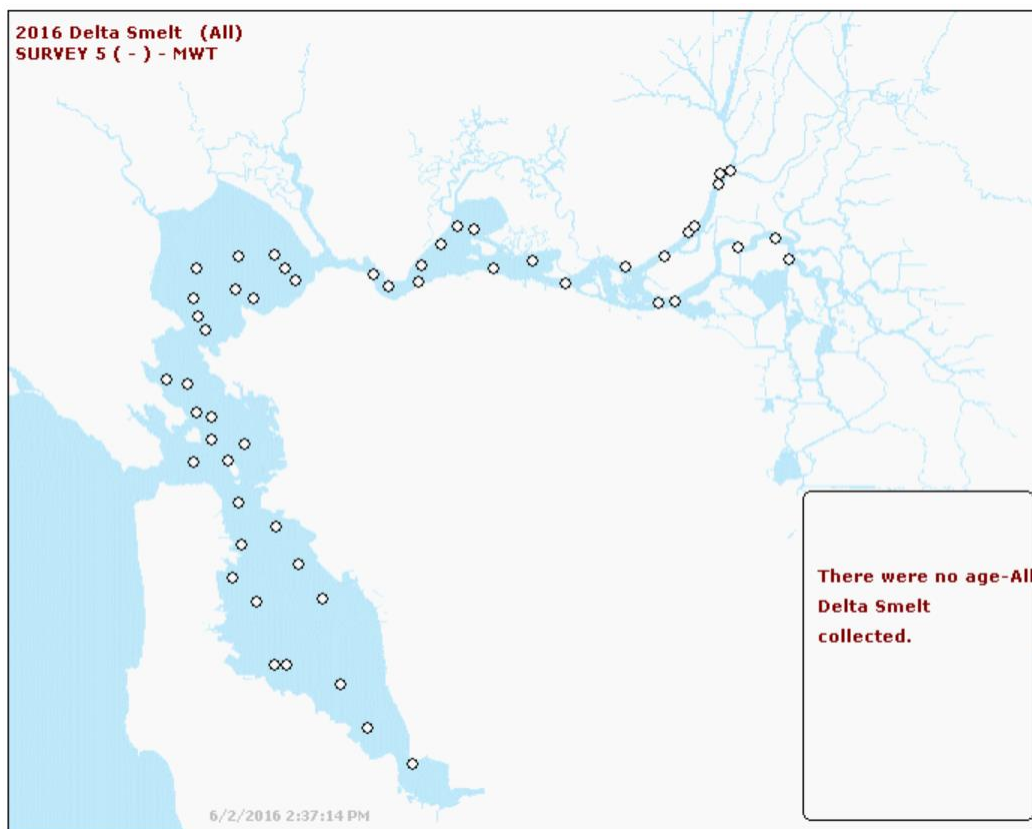 2016 Delta Smelt (All)
SURVEY 5 ( - ) - MWT
There were no age-All
Delta Smelt
collected.
6/2/2016 2:37:14 PM